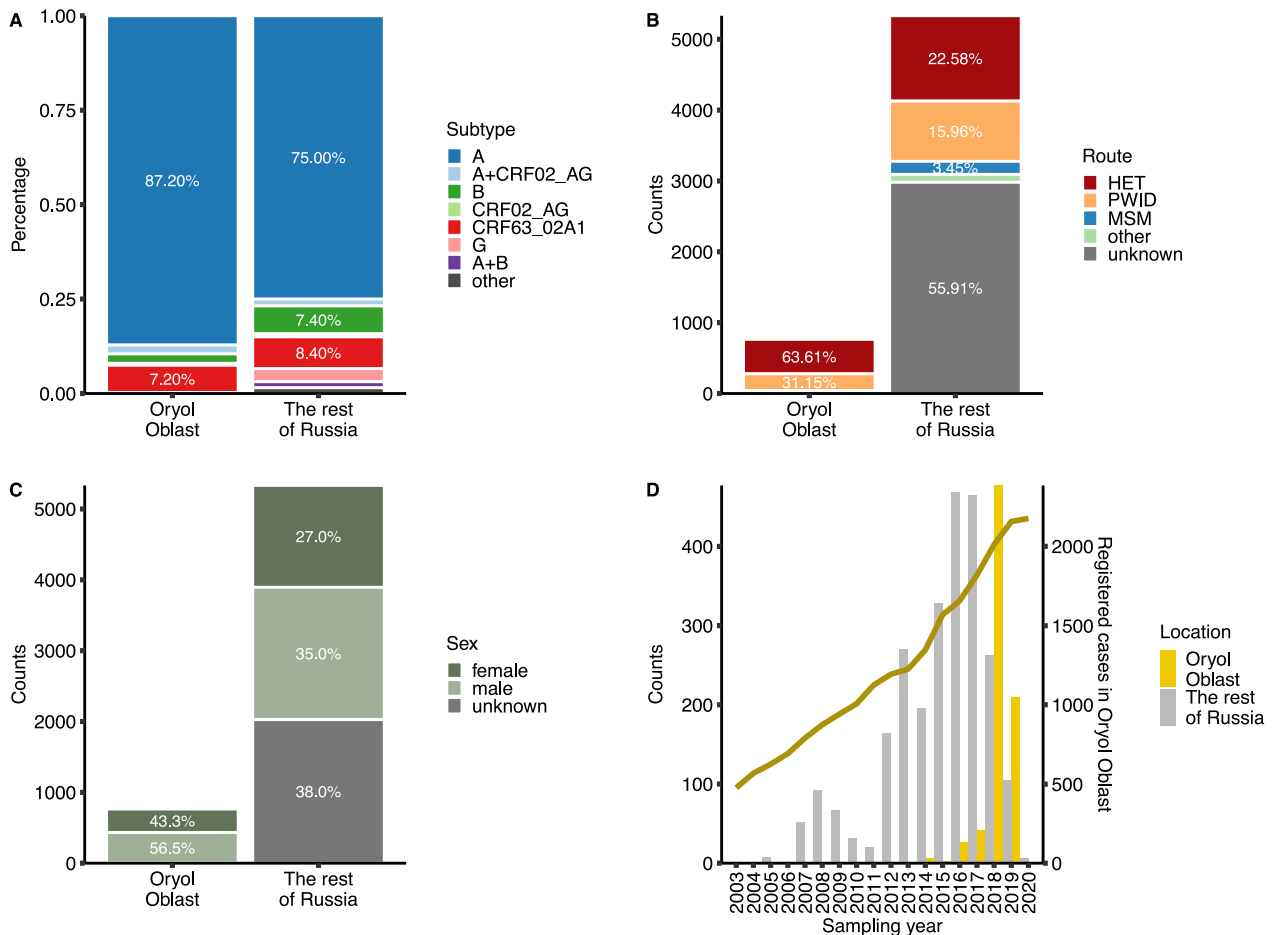 A
Percentage
1.00
0.75
0.50
0.25
0.00
87.20%
7.20%
75.00%
7.40%
8.40%
Oryol
Oblast
The rest
of Russia
Subtype
A
A+CRF02_AG
B
CRF02_AG
CRF63_02A1
G
A+B
other
B
Counts
5000
4000
3000
2000
1000
0
63.61%
31.15%
22.58%
15.96%
3.45%
55.91%
Oryol
Oblast
The rest
of Russia
Route
HET
PWID
MSM
other
unknown
C
Counts
5000
4000
3000
2000
1000
0
43.3%
56.5%
27.0%
35.0%
38.0%
Oryol
Oblast
The rest
of Russia
Sex
female
male
unknown
D
Counts
400
300
200
100
0
2000
1500
1000
500
0
Registered cases in Oryol Oblast
2003
2004
2005
2006
2007
2008
2009
2010
2011
2012
2013
2014
2015
2016
2017
2018
2019
2020
Sampling year
Location
Oryol
Oblast
The rest
of Russia